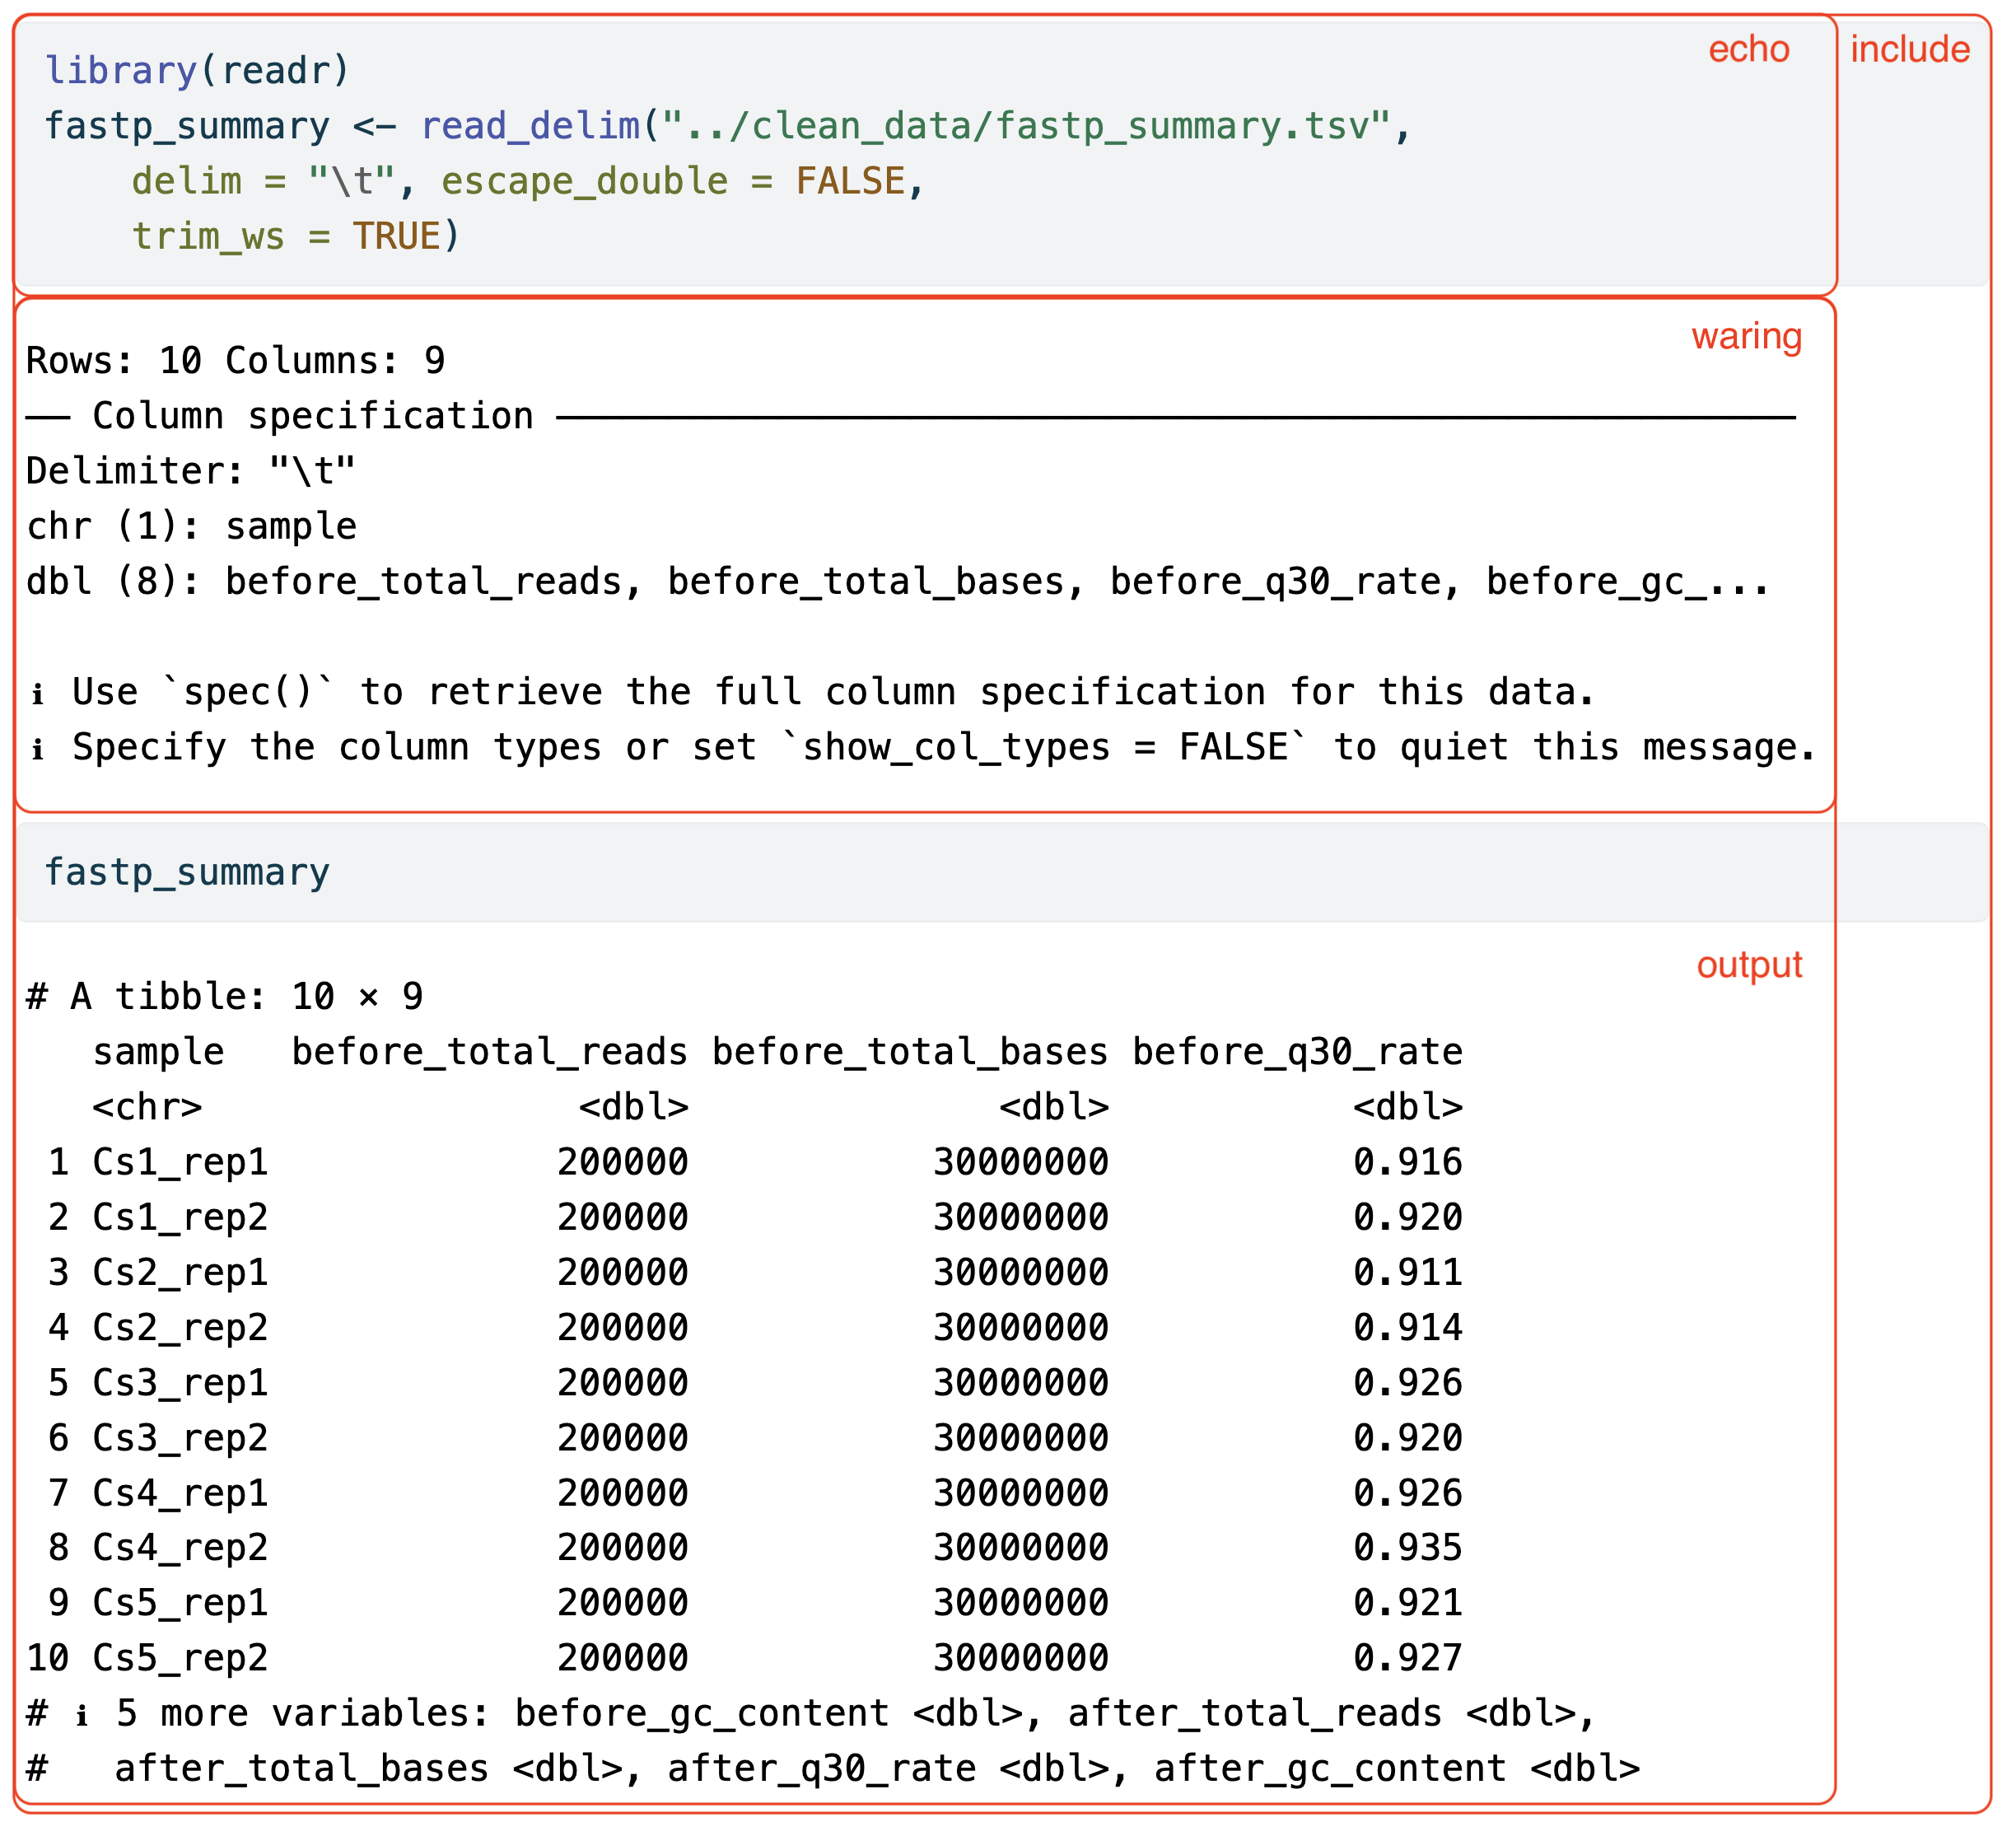 library(readr) echo include
fastp_summary <- read_delim("../clean_data/fastp_summary.tsv",
    delim = "\t", escape_double = FALSE,
    trim_ws = TRUE)
waring
Rows: 10 Columns: 9
── Column specification ────────────────────────────────────────────────────────
Delimiter: "\t"
chr (1): sample
dbl (8): before_total_reads, before_total_bases, before_q30_rate, before_gc_...
ℹ Use `spec()` to retrieve the full column specification for this data.
ℹ Specify the column types or set `show_col_types = FALSE` to quiet this message.
fastp_summary
output
# A tibble: 10 × 9
   sample   before_total_reads before_total_bases before_q30_rate
   <chr>                 <dbl>              <dbl>           <dbl>
 1 Cs1_rep1             200000           30000000           0.916
 2 Cs1_rep2             200000           30000000           0.920
 3 Cs2_rep1             200000           30000000           0.911
 4 Cs2_rep2             200000           30000000           0.914
 5 Cs3_rep1             200000           30000000           0.926
 6 Cs3_rep2             200000           30000000           0.920
 7 Cs4_rep1             200000           30000000           0.926
 8 Cs4_rep2             200000           30000000           0.935
 9 Cs5_rep1             200000           30000000           0.921
10 Cs5_rep2             200000           30000000           0.927
# ℹ 5 more variables: before_gc_content <dbl>, after_total_reads <dbl>,
#   after_total_bases <dbl>, after_q30_rate <dbl>, after_gc_content <dbl>